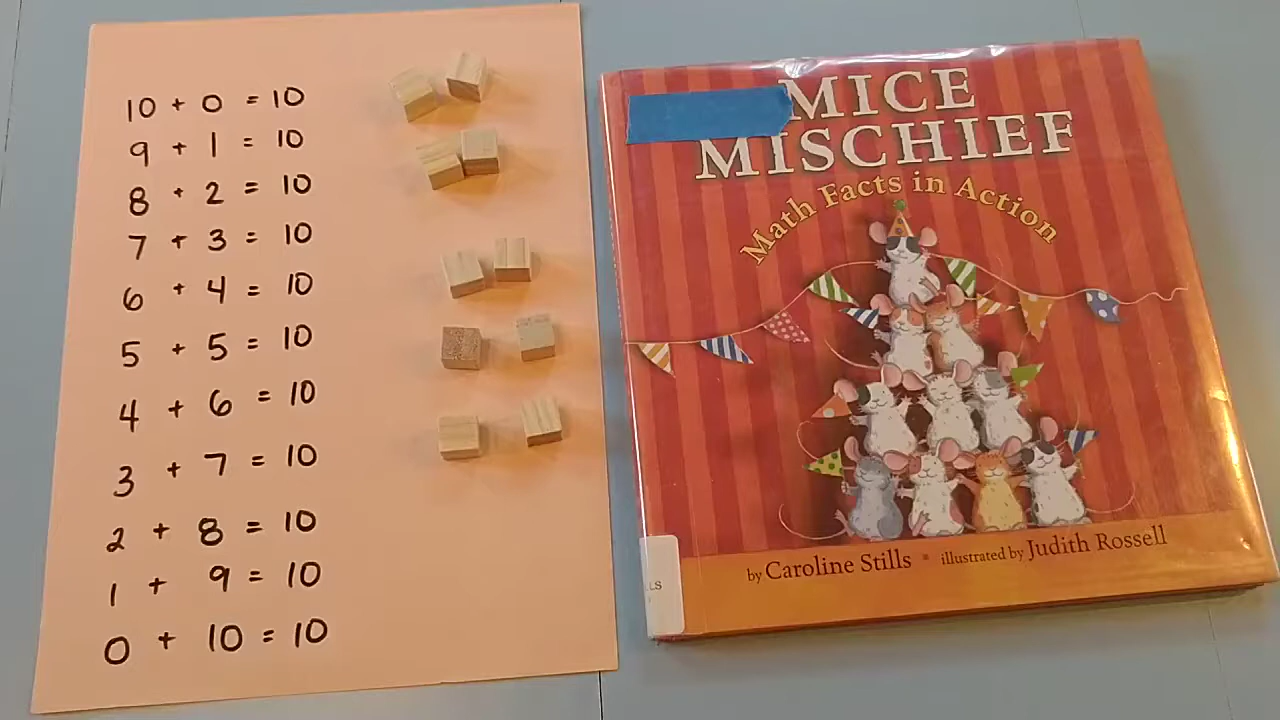 10 + 0 = 10
9 + 1 = 10
8 + 2 = 10
7 + 3 = 10
6 + 4 = 10
5 + 5 = 10
4 + 6 = 10
3 + 7 = 10
2 + 8 = 10
1 + 9 = 10
0 + 10 = 10
MICE
MISCHIEF
Math Facts in Action
by Caroline Stills • illustrated by Judith Rossell